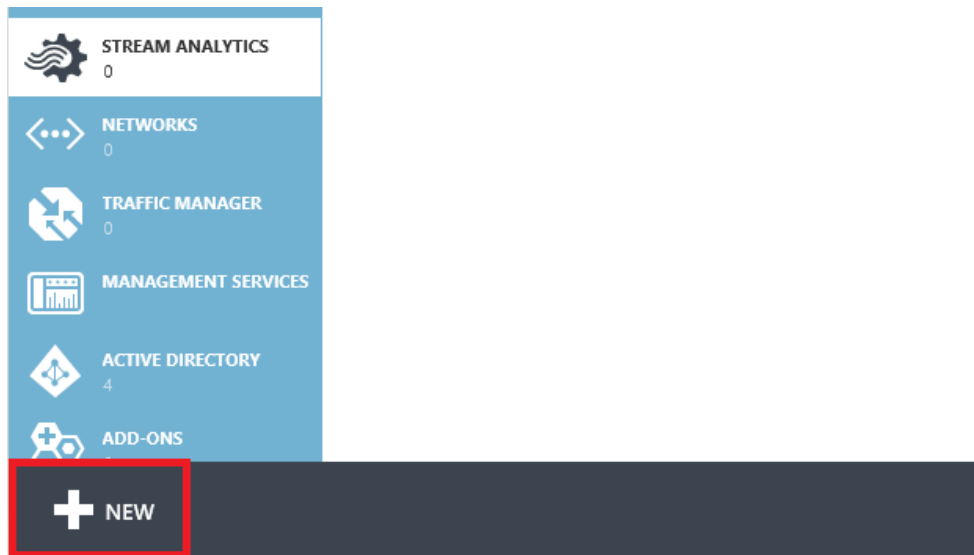 STREAM ANALYTICS
0
NETWORKS
0
TRAFFIC MANAGER
0
MANAGEMENT SERVICES
ACTIVE DIRECTORY
4
ADD-ONS
NEW